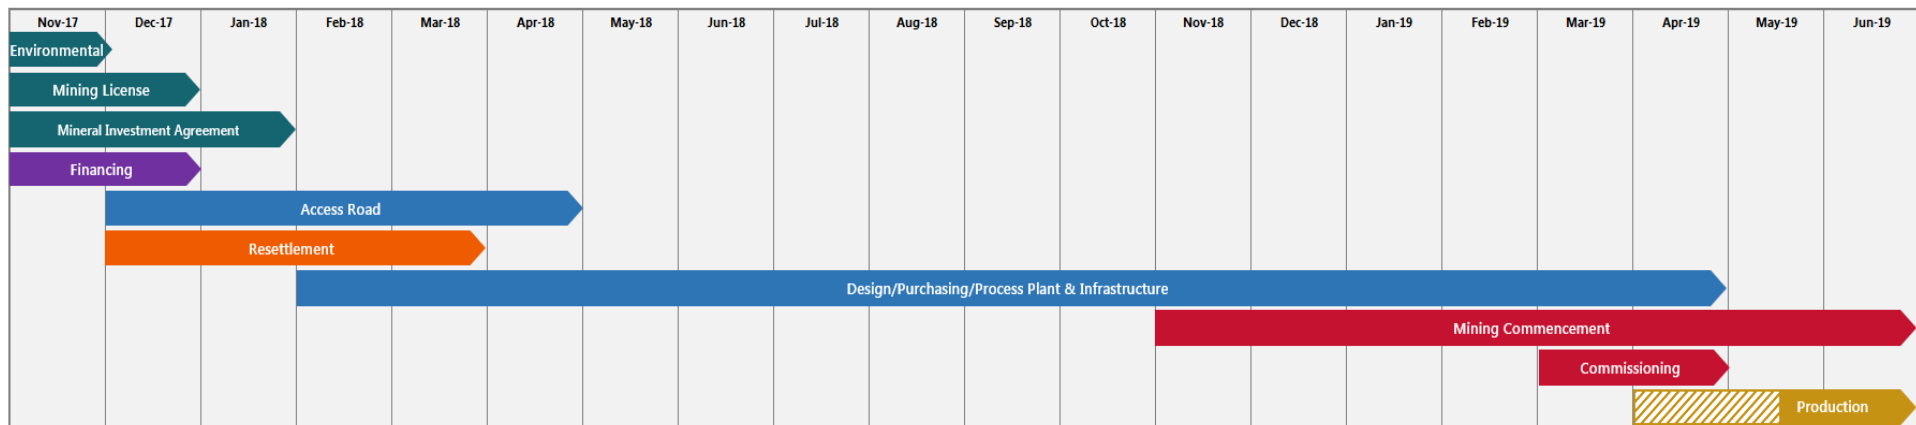 Nov-17 Dec-17 Jan-18 Feb-18 Mar-18 Apr-18 May-18 Jun-18 Jul-18 Aug-18 Sep-18 Oct-18 Nov-18 Dec-18 Jan-19 Feb-19 Mar-19 Apr-19 May-19 Jun-19
Environmental
Mining License
Mineral Investment Agreement
Financing
Access Road
Resettlement
Design/Purchasing/Process Plant & Infrastructure
Mining Commencement
Commissioning
Production